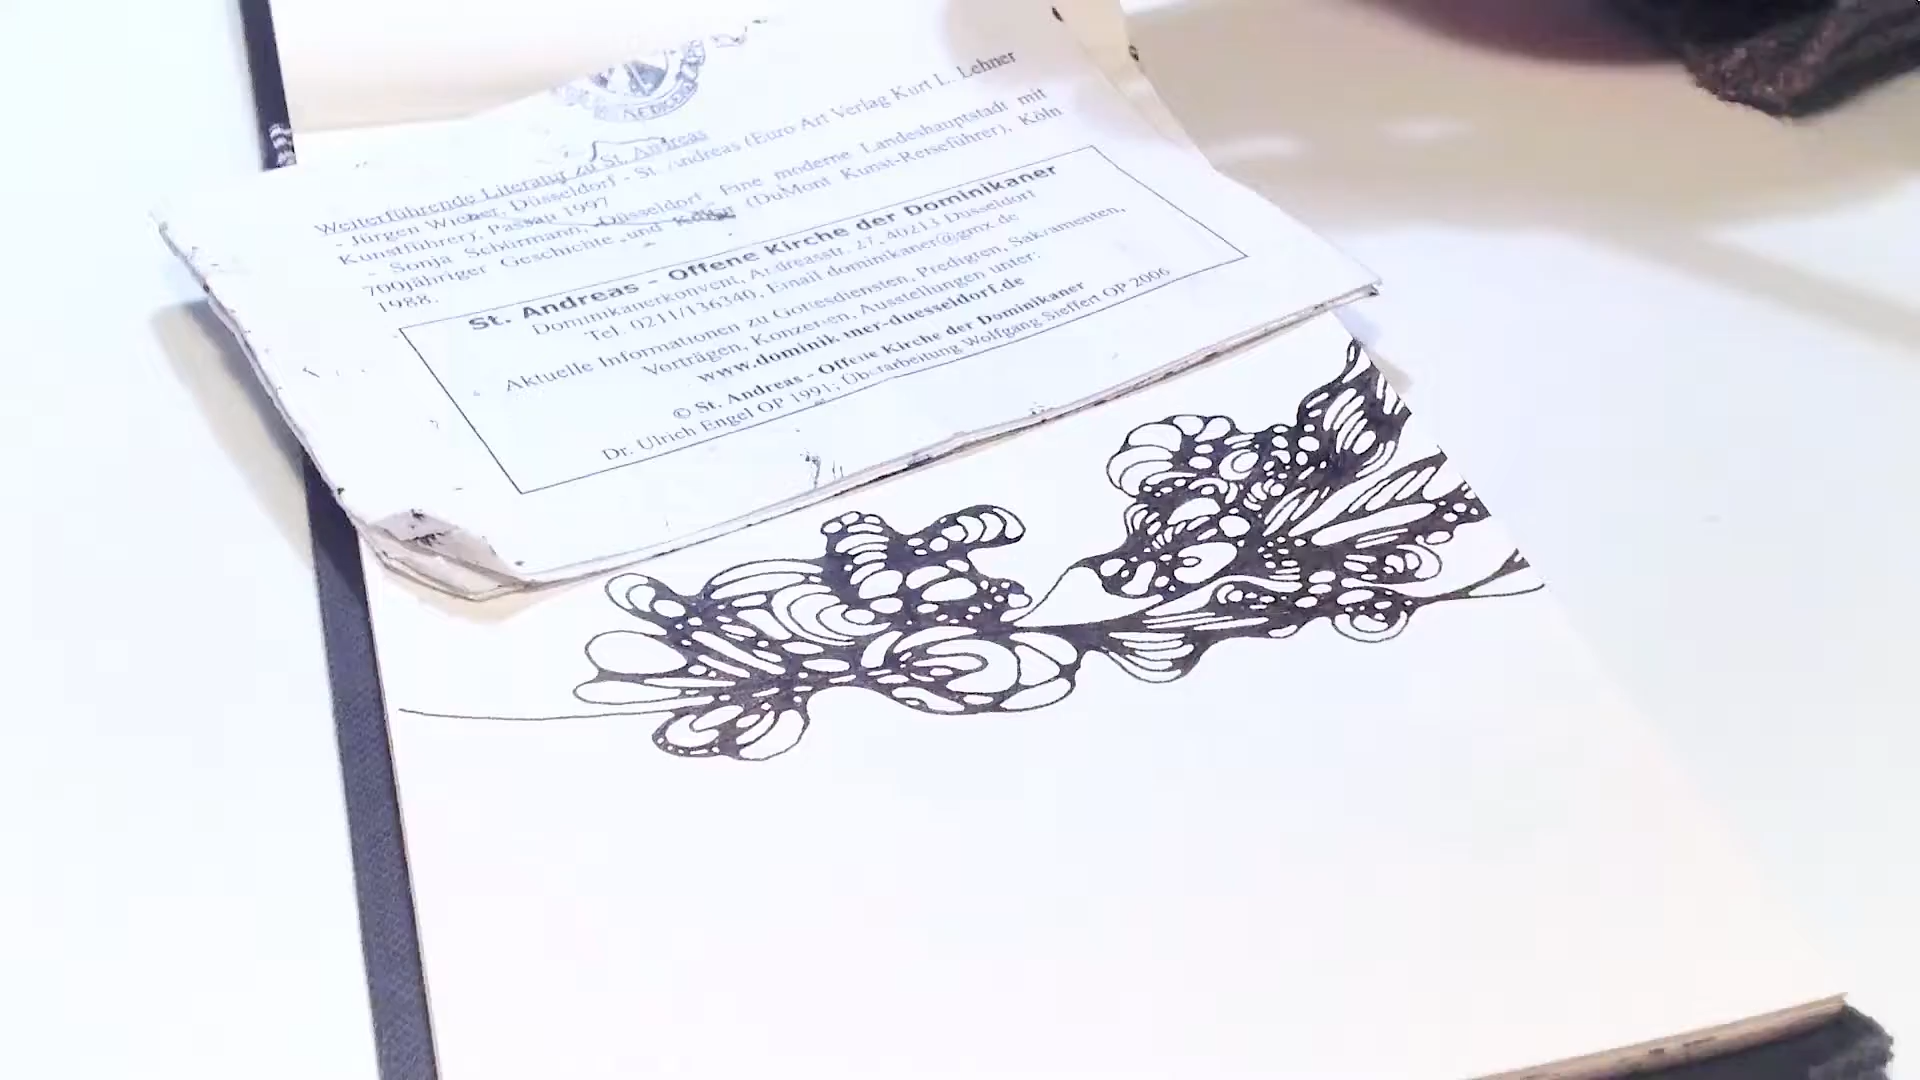 Weiterführende Literatur zu St. Andreas
- Jürgen Wiener, Düsseldorf - St. Andreas (Euro Art Verlag Kurt L. Lehner
Kunstführer), Passau 1997
- Sonja Schürmann, Düsseldorf. Eine moderne Landeshauptstadt mit
700jähriger Geschichte und Kultur (DuMont Kunst-Reiseführer), Köln
1988.
St. Andreas - Offene Kirche der Dominikaner
Dominikanerkonvent, Andreasstr. 27, 40213 Düsseldorf
Tel. 0211/136340, Email dominikaner@gmx.de
Aktuelle Informationen zu Gottesdiensten, Predigten, Sakramenten,
Vorträgen, Konzerten, Ausstellungen unter:
www.dominikaner-duesseldorf.de
© St. Andreas - Offene Kirche der Dominikaner
Dr. Ulrich Engel OP 1991; Überarbeitung Wolfgang Sieffert OP 2006